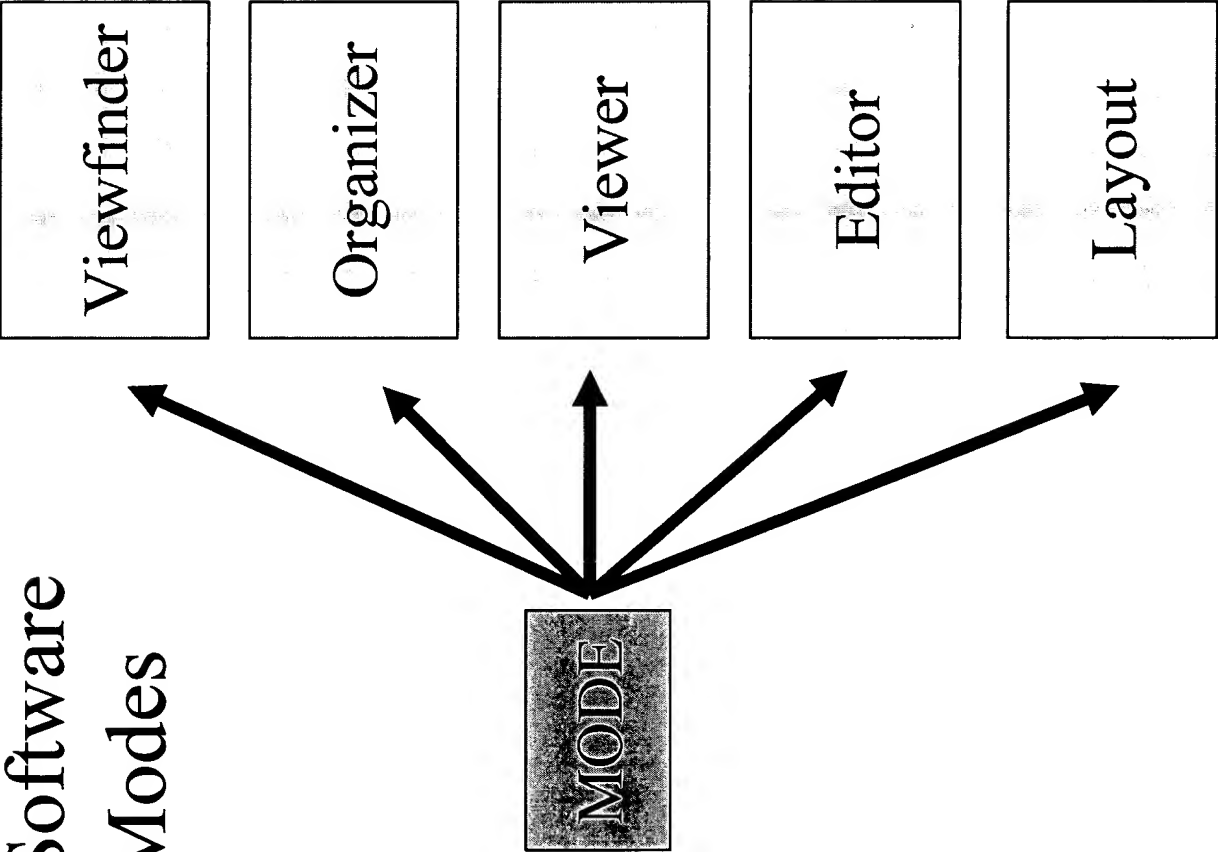 Software
Modes
MODE
Viewfinder
Organizer
Viewer
Editor
Layout